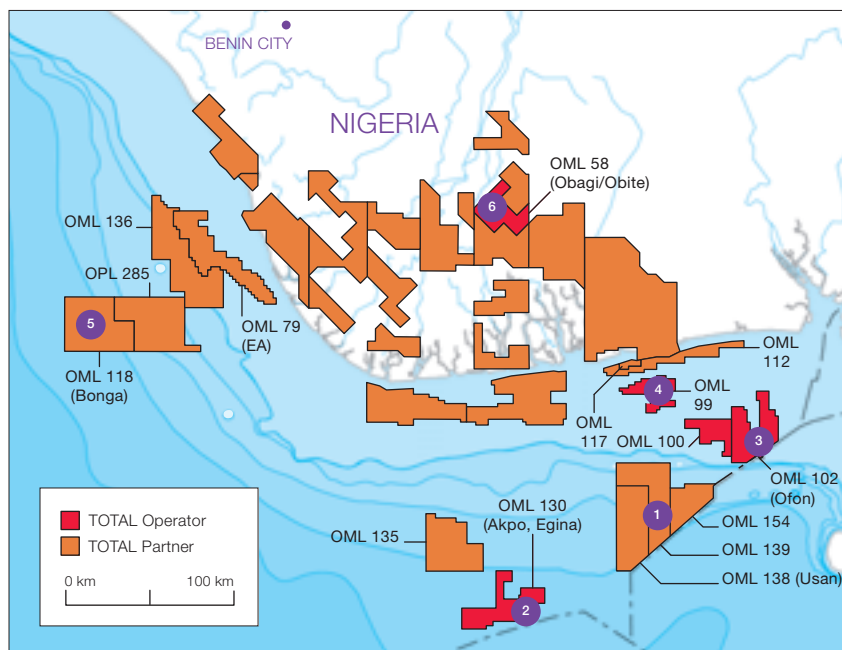 BENIN CITY
NIGERIA
OML 58
(Obagi/Obite)
6
OML 136
OPL 285
5
OML 79
(EA)
OML 118
(Bonga)
OML
112
4
OML
99
OML
117
OML 100
3
OML 102
(Ofon)
OML 130
(Akpo, Egina)
1
OML 154
OML 135
OML 139
OML 138 (Usan)
2
TOTAL Operator
TOTAL Partner
0 km
100 km